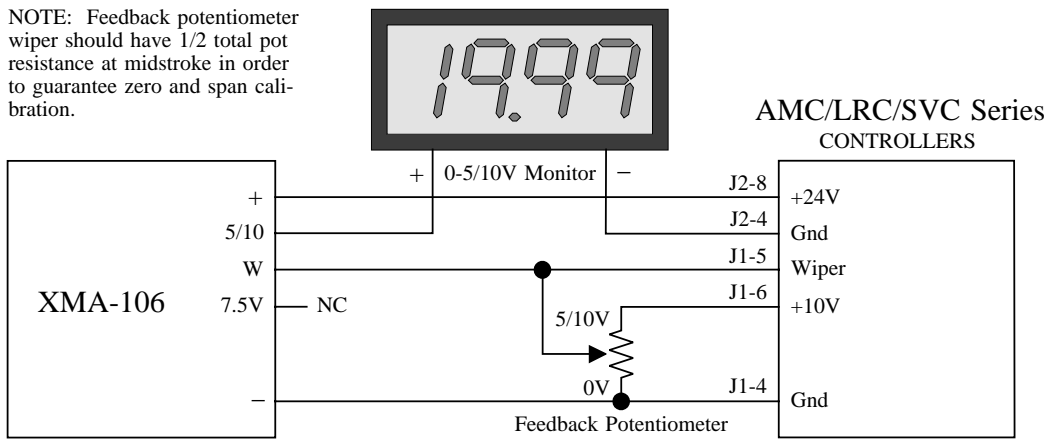 NOTE: Feedback potentiometer
wiper should have 1/2 total pot
resistance at midstroke in order
to guarantee zero and span cali-
bration.
19.99
AMC/LRC/SVC Series
CONTROLLERS
+ 0-5/10V Monitor −
+ J2-8 +24V
5/10 J2-4 Gnd
W J1-5 Wiper
XMA-106 7.5V NC J1-6 +10V
5/10V
0V
− J1-4 Gnd
Feedback Potentiometer